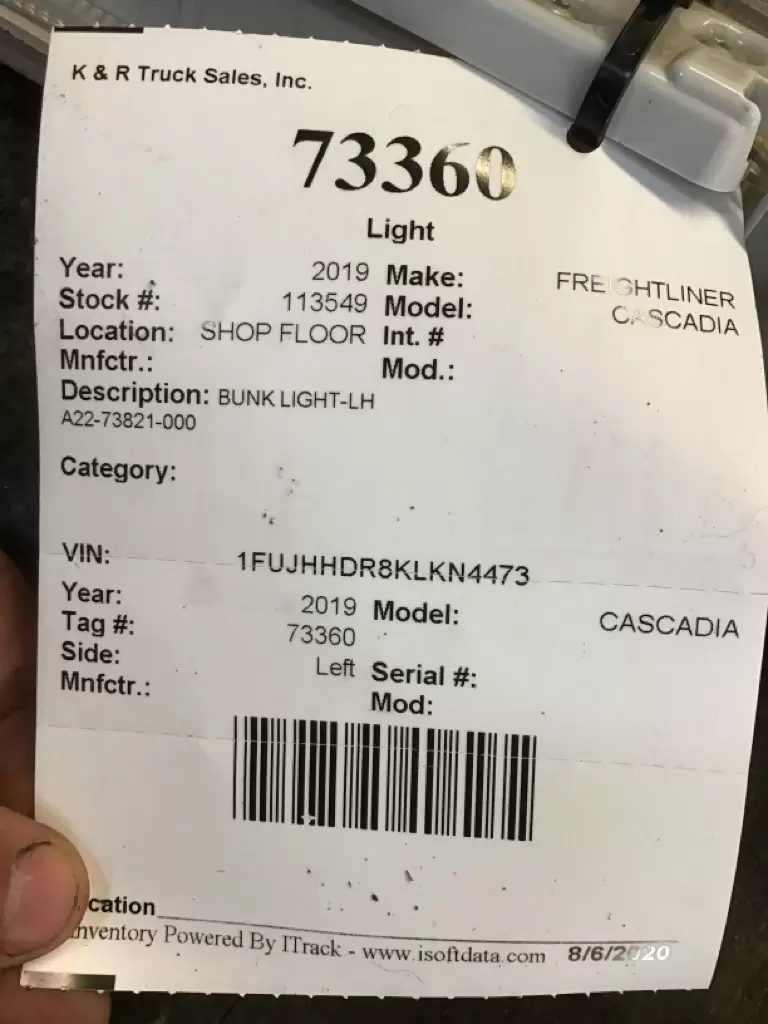 K & R Truck Sales, Inc.
73360
Light
Year: 2019 Make: FREIGHTLINER
Stock #: 113549 Model: CASCADIA
Location: SHOP FLOOR Int. #
Mnfctr.: Mod.:
Description: BUNK LIGHT-LH
A22-73821-000
Category:
VIN: 1FUJHHDR8KLKN4473
Year: 2019 Model: CASCADIA
Tag #: 73360
Side: Left Serial #:
Mnfctr.: Mod:
cation
nventory Powered By ITrack - www.isoftdata.com 8/6/2020